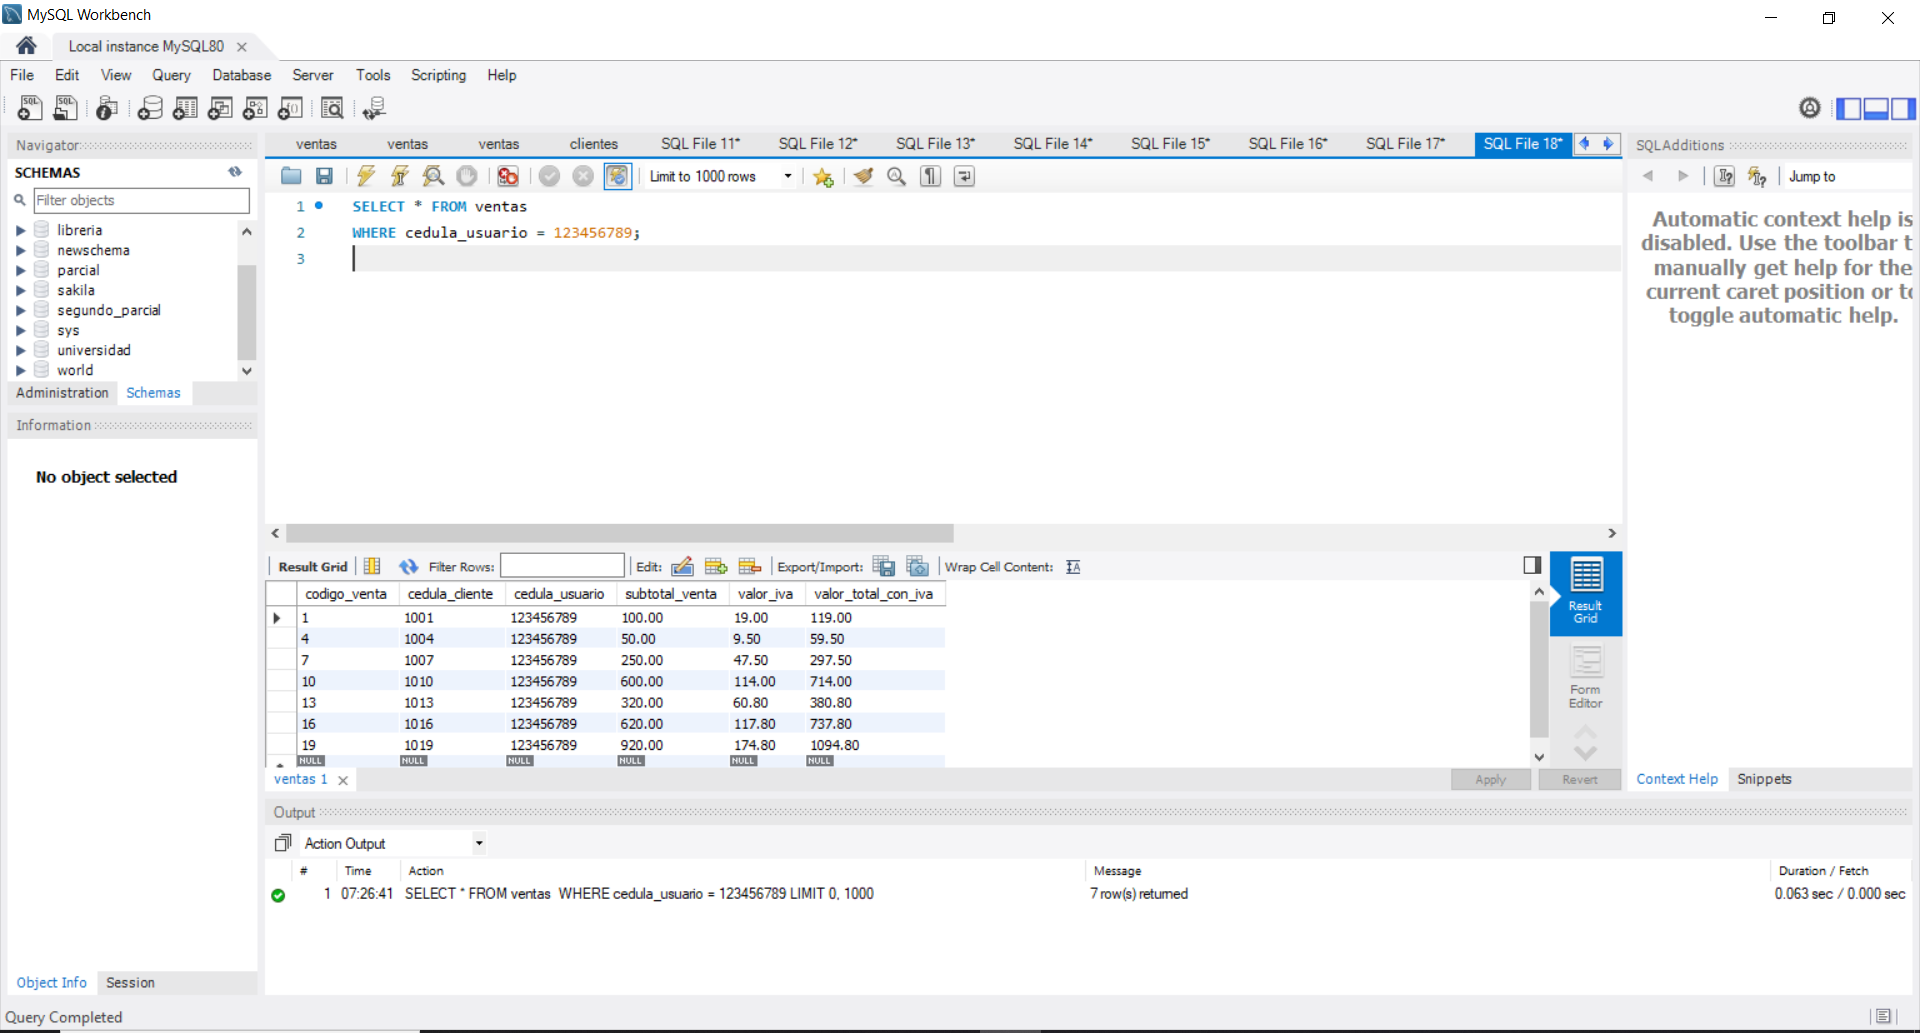 MySQL Workbench
Local instance MySQL80
File Edit View Query Database Server Tools Scripting Help
Navigator
SCHEMAS
Filter objects
libreria
newschema
parcial
sakila
segundo_parcial
sys
universidad
world
Administration Schemas
Information
No object selected
Object Info Session
Query Completed
ventas ventas ventas clientes SQL File 11* SQL File 12* SQL File 13* SQL File 14* SQL File 15* SQL File 16* SQL File 17* SQL File 18*
Limit to 1000 rows
1 SELECT * FROM ventas
2 WHERE cedula_usuario = 123456789;
3
Result Grid Filter Rows: Edit: Export/Import: Wrap Cell Content:
codigo_venta cedula_cliente cedula_usuario subtotal_venta valor_iva valor_total_con_iva
1 1001 123456789 100.00 19.00 119.00
4 1004 123456789 50.00 9.50 59.50
7 1007 123456789 250.00 47.50 297.50
10 1010 123456789 600.00 114.00 714.00
13 1013 123456789 320.00 60.80 380.80
16 1016 123456789 620.00 117.80 737.80
19 1019 123456789 920.00 174.80 1094.80
NULL NULL NULL NULL NULL NULL
Result
Grid
Form
Editor
ventas 1
Apply Revert
SQLAdditions
Jump to
Automatic context help is
disabled. Use the toolbar t
manually get help for the
current caret position or to
toggle automatic help.
Context Help Snippets
Output
Action Output
# Time Action Message Duration / Fetch
1 07:26:41 SELECT * FROM ventas WHERE cedula_usuario = 123456789 LIMIT 0, 1000 7 row(s) returned 0.063 sec / 0.000 sec